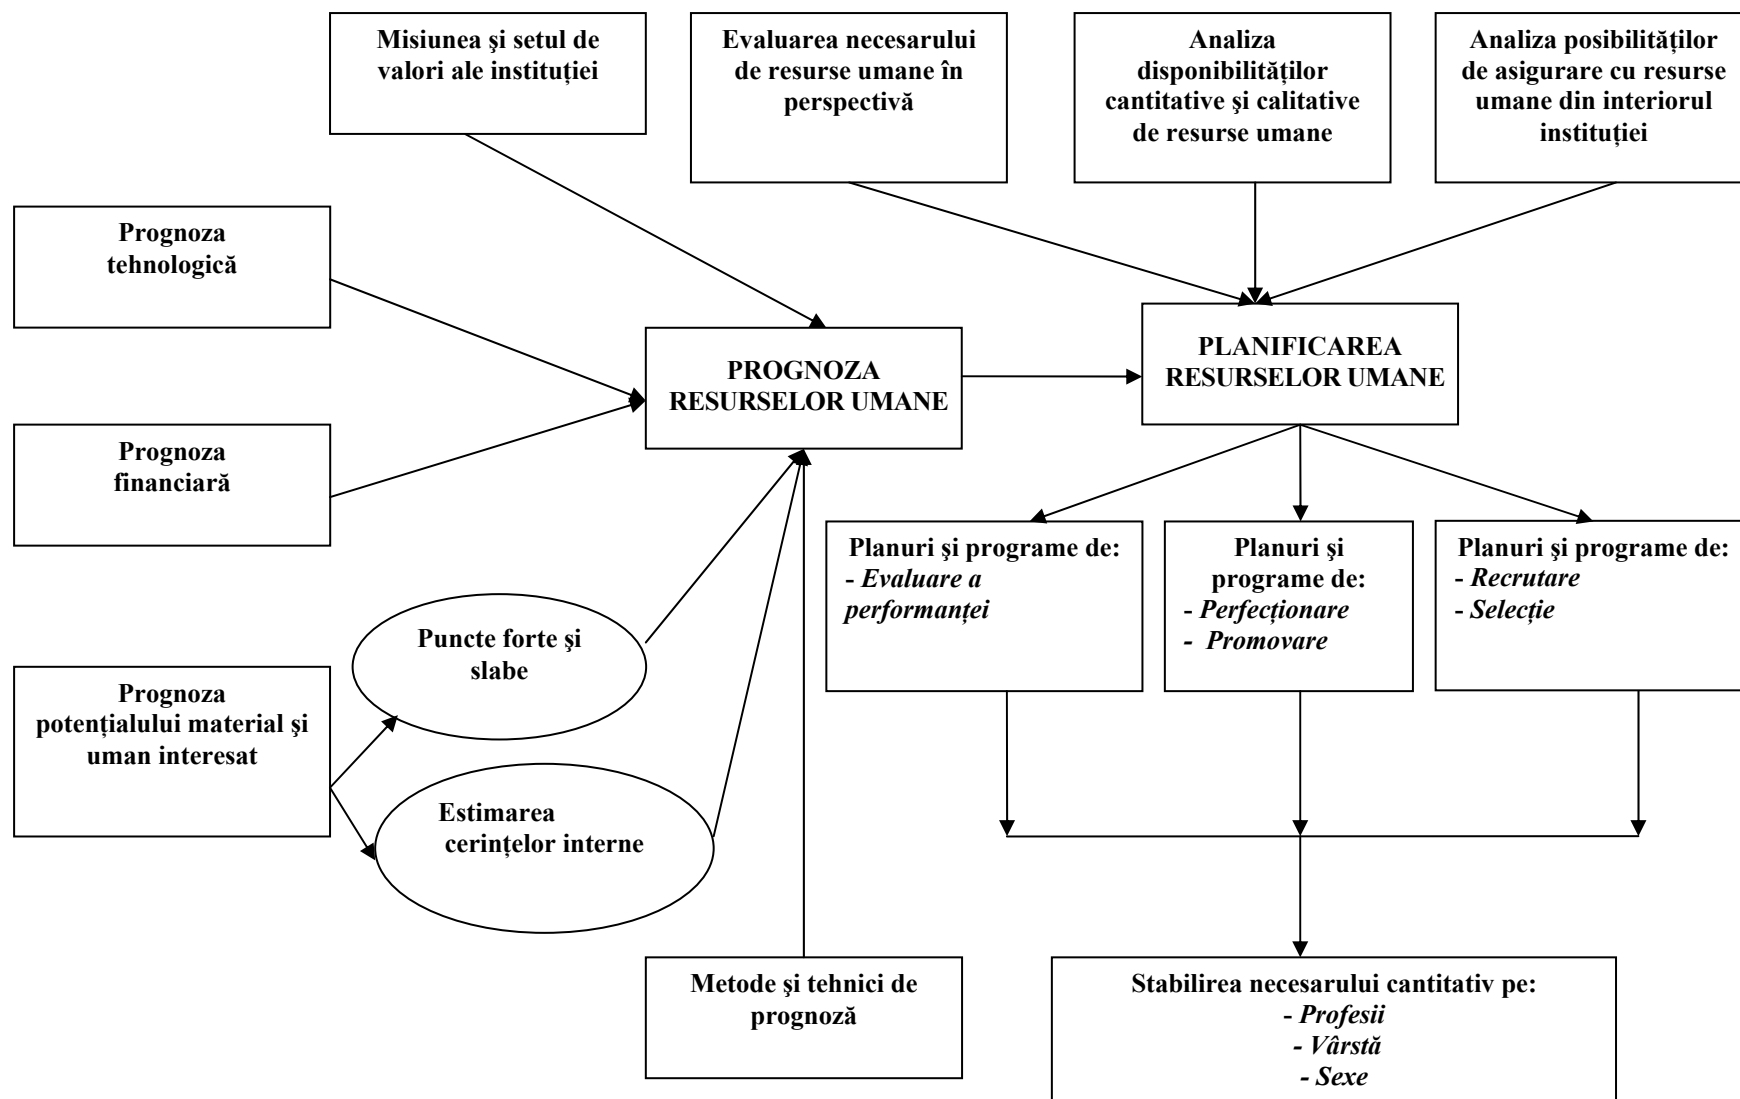 Misiunea şi setul de
valori ale instituţiei
Evaluarea necesarului
de resurse umane în
perspectivă
Analiza
disponibilităţilor
cantitative şi calitative
de resurse umane
Analiza posibilităţilor
de asigurare cu resurse
umane din interiorul
instituţiei
Prognoza
tehnologică
PROGNOZA
RESURSELOR UMANE
PLANIFICAREA
RESURSELOR UMANE
Prognoza
financiară
Planuri şi programe de:
- Evaluare a
performanţei
Planuri şi
programe de:
- Perfecţionare
- Promovare
Planuri şi programe de:
- Recrutare
- Selecţie
Puncte forte şi
slabe
Prognoza
potenţialului material şi
uman interesat
Estimarea
cerinţelor interne
Metode şi tehnici de
prognoză
Stabilirea necesarului cantitativ pe:
- Profesii
- Vârstă
- Sexe